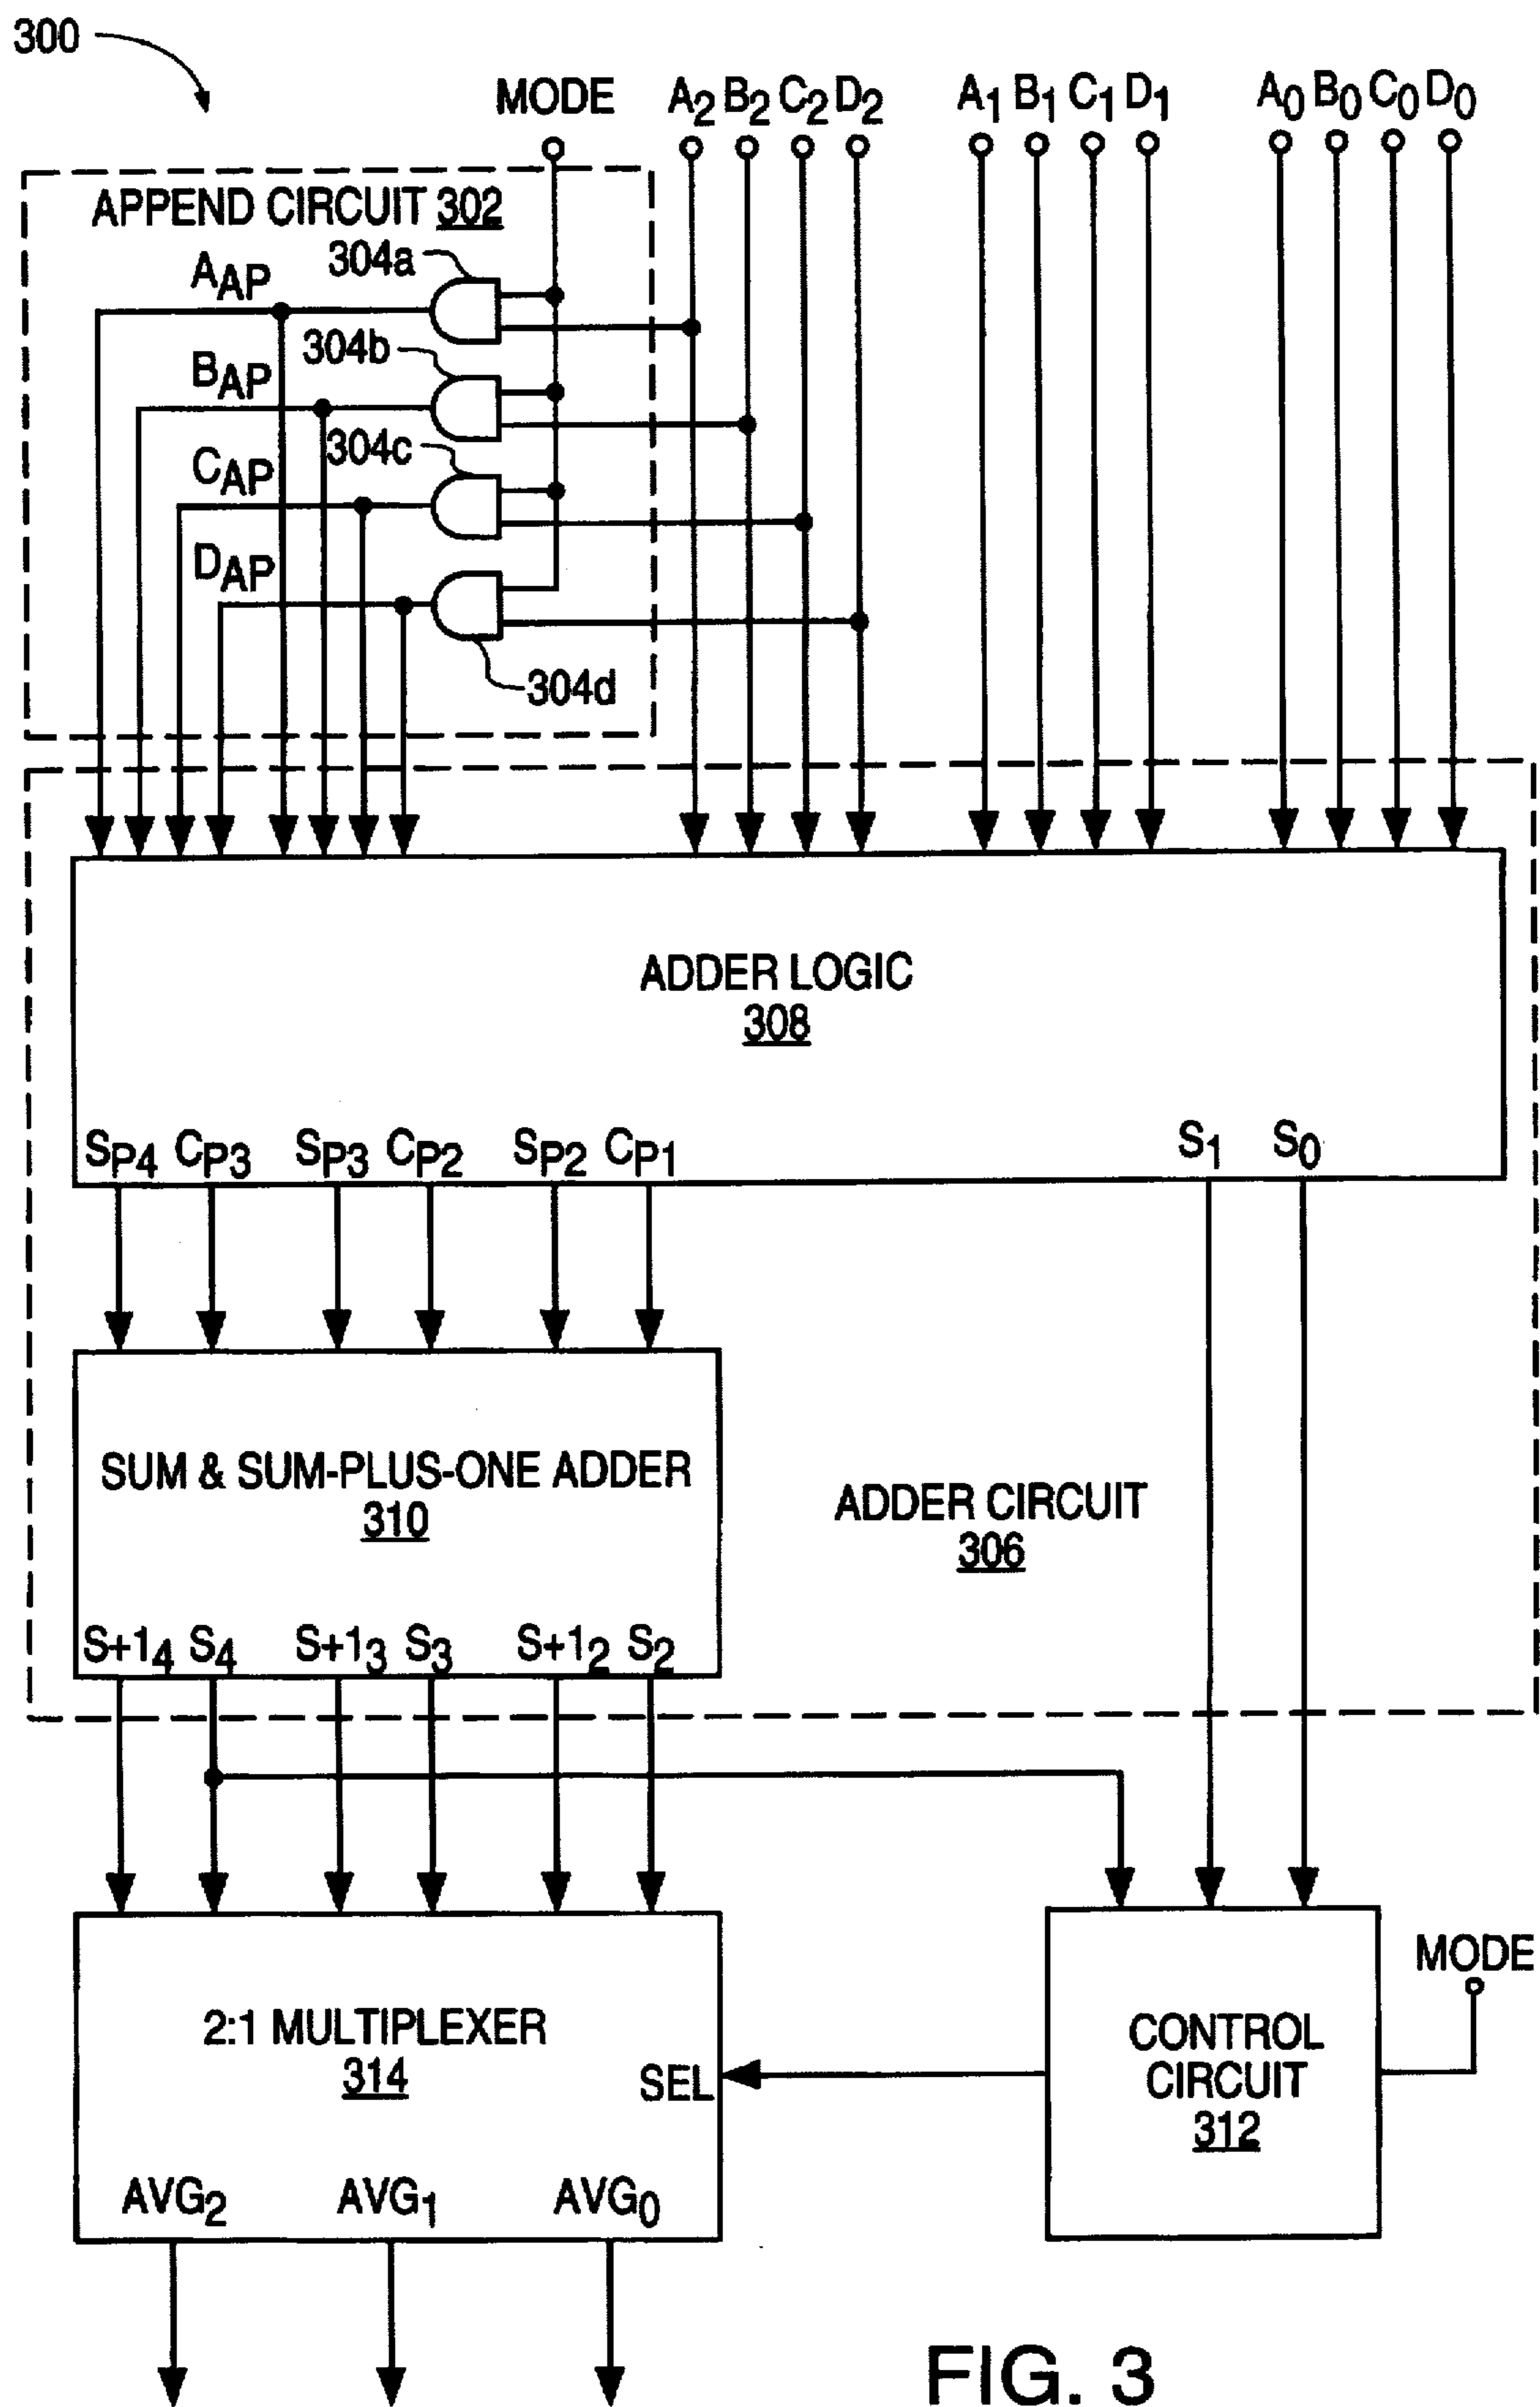 300
MODE A2 B2 C2 D2 A1 B1 C1 D1 A0 B0 C0 D0
APPEND CIRCUIT 302
304a
AAP
304b
BAP
304c
CAP
DAP
304d
ADDER LOGIC
308
SP4 CP3 SP3 CP2 SP2 CP1 S1 S0
SUM & SUM-PLUS-ONE ADDER
310
ADDER CIRCUIT
306
S+14 S4 S+13 S3 S+12 S2
MODE
2:1 MULTIPLEXER
314
SEL
CONTROL
CIRCUIT
312
AVG2 AVG1 AVG0
FIG. 3